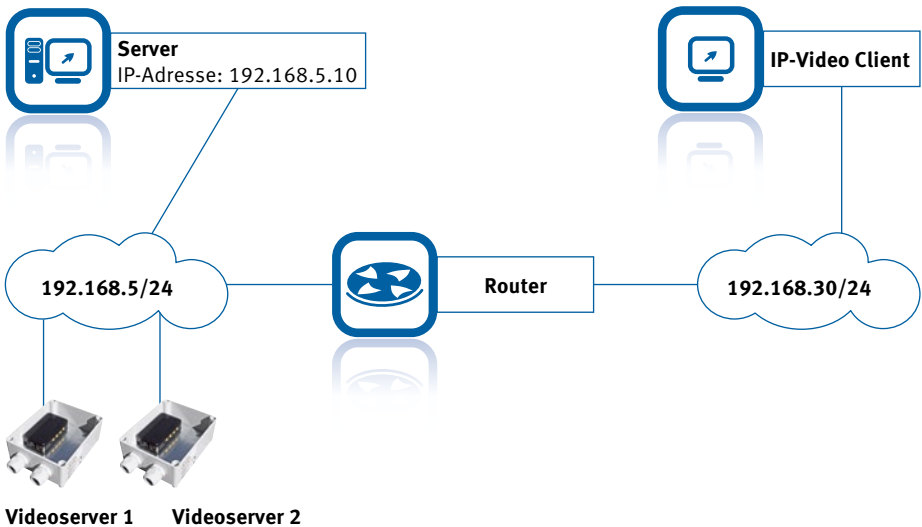 Server
IP-Adresse: 192.168.5.10
IP-Video Client
192.168.5/24
Router
192.168.30/24
Videoserver 1
Videoserver 2